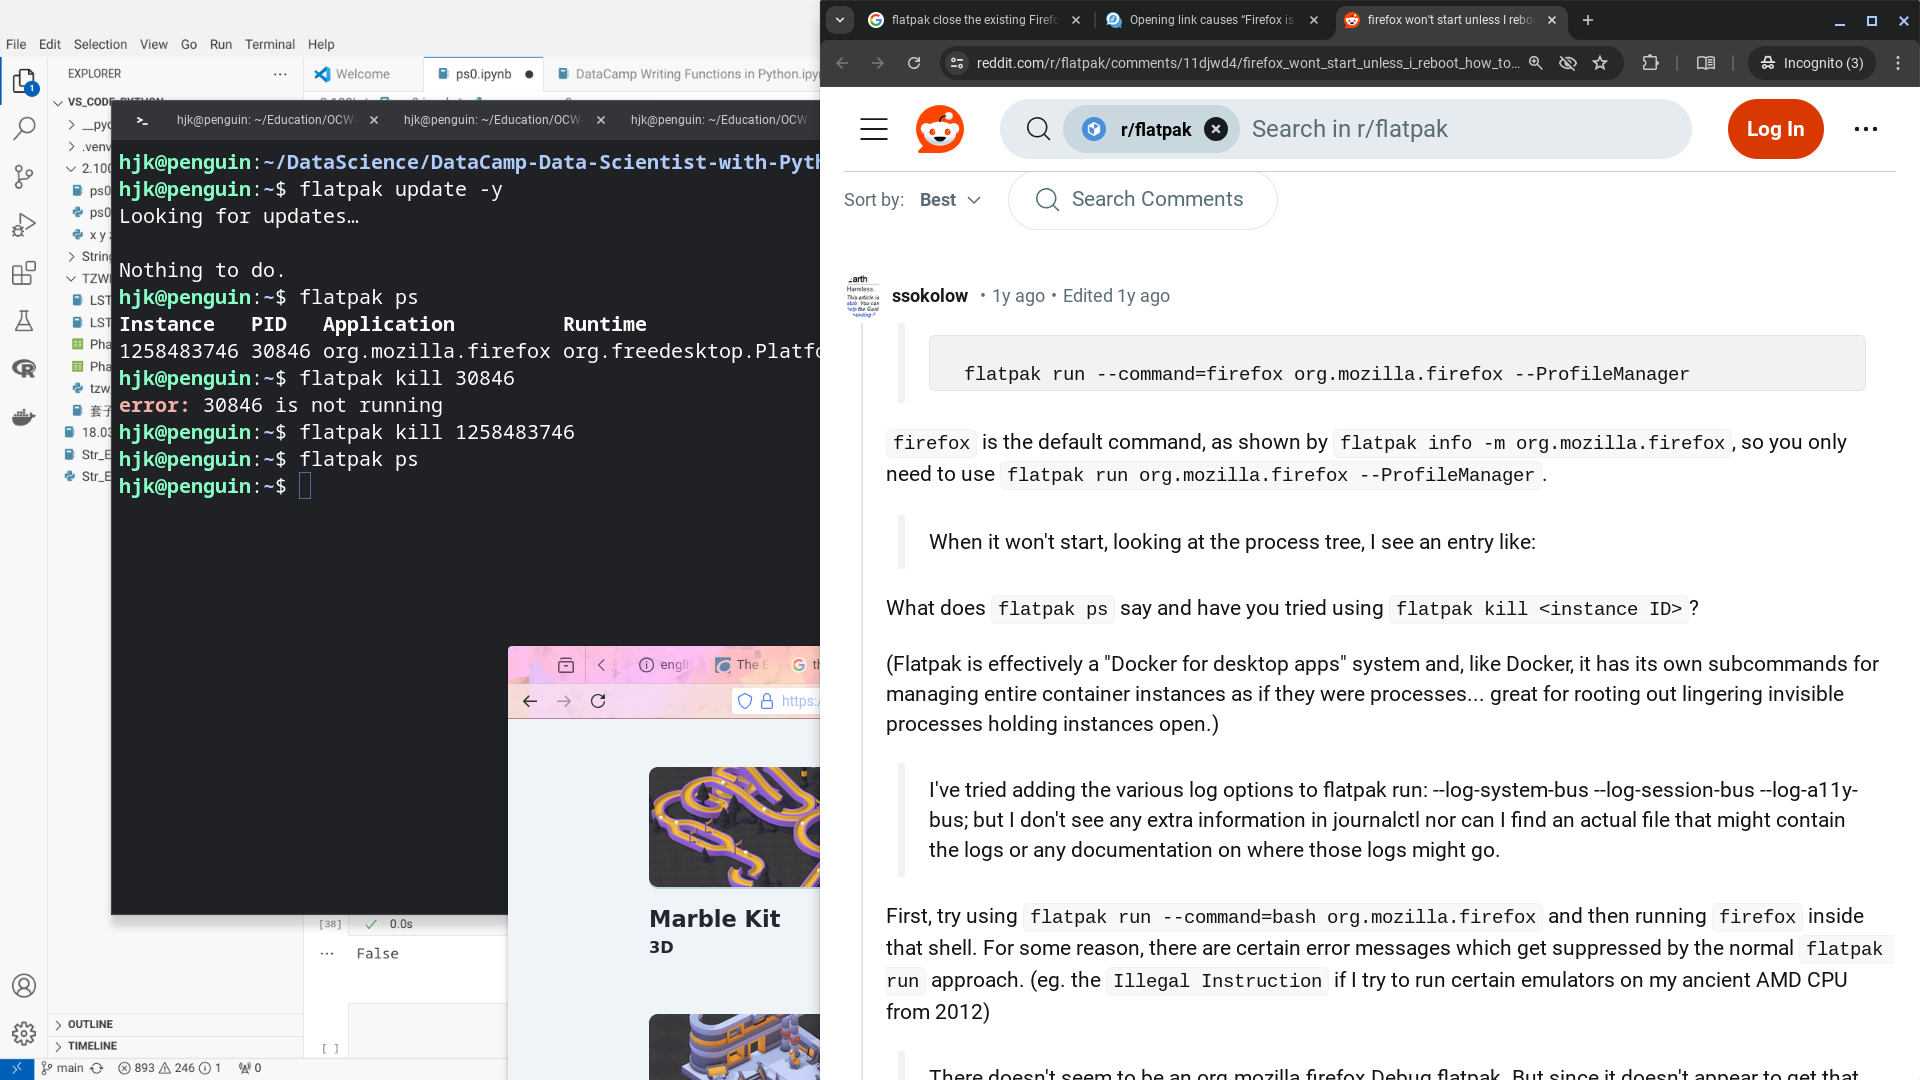 File Edit Selection View Go Run Terminal Help
EXPLORER
Welcome
ps0.ipynb
DataCamp Writing Functions in Python.ipyn
VS_CODE_PYTHON
__pyc
.venv
2.100
ps0
ps0
x y z
String
TZWI
LST
LST
Pha
Pha
tzw
套子
18.03
Str_E
Str_E
OUTLINE
TIMELINE
main 893 246 1 0
1
hjk@penguin: ~/Education/OCW-
hjk@penguin: ~/Education/OCW-
hjk@penguin: ~/Education/OCW-
hjk@penguin:~/DataScience/DataCamp-Data-Scientist-with-Pyth
hjk@penguin:~$ flatpak update -y
Looking for updates…
Nothing to do.
hjk@penguin:~$ flatpak ps
Instance PID Application Runtime
1258483746 30846 org.mozilla.firefox org.freedesktop.Platfo
hjk@penguin:~$ flatpak kill 30846
error: 30846 is not running
hjk@penguin:~$ flatpak kill 1258483746
hjk@penguin:~$ flatpak ps
hjk@penguin:~$
[38] 0.0s
False
[ ]
engli
The E
th
https:/
Marble Kit
3D
flatpak close the existing Firefo
Opening link causes “Firefox is
firefox won't start unless I rebo
reddit.com/r/flatpak/comments/11djwd4/firefox_wont_start_unless_i_reboot_how_to...
Incognito (3)
r/flatpak
Search in r/flatpak
Log In
Sort by: Best
Search Comments
ssokolow • 1y ago • Edited 1y ago
flatpak run --command=firefox org.mozilla.firefox --ProfileManager
firefox is the default command, as shown by flatpak info -m org.mozilla.firefox, so you only
need to use flatpak run org.mozilla.firefox --ProfileManager.
When it won't start, looking at the process tree, I see an entry like:
What does flatpak ps say and have you tried using flatpak kill <instance ID>?
(Flatpak is effectively a "Docker for desktop apps" system and, like Docker, it has its own subcommands for
managing entire container instances as if they were processes... great for rooting out lingering invisible
processes holding instances open.)
I've tried adding the various log options to flatpak run: --log-system-bus --log-session-bus --log-a11y-
bus; but I don't see any extra information in journalctl nor can I find an actual file that might contain
the logs or any documentation on where those logs might go.
First, try using flatpak run --command=bash org.mozilla.firefox and then running firefox inside
that shell. For some reason, there are certain error messages which get suppressed by the normal flatpak
run approach. (eg. the Illegal Instruction if I try to run certain emulators on my ancient AMD CPU
from 2012)
There doesn't seem to be an org.mozilla.firefox.Debug flatpak. But since it doesn't appear to get that